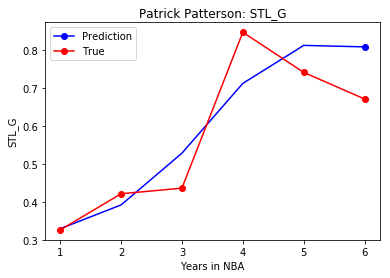 Patrick Patterson: STL_G
Prediction
True
STL_G
0.8
0.7
0.6
0.5
0.4
0.3
1 2 3 4 5 6
Years in NBA